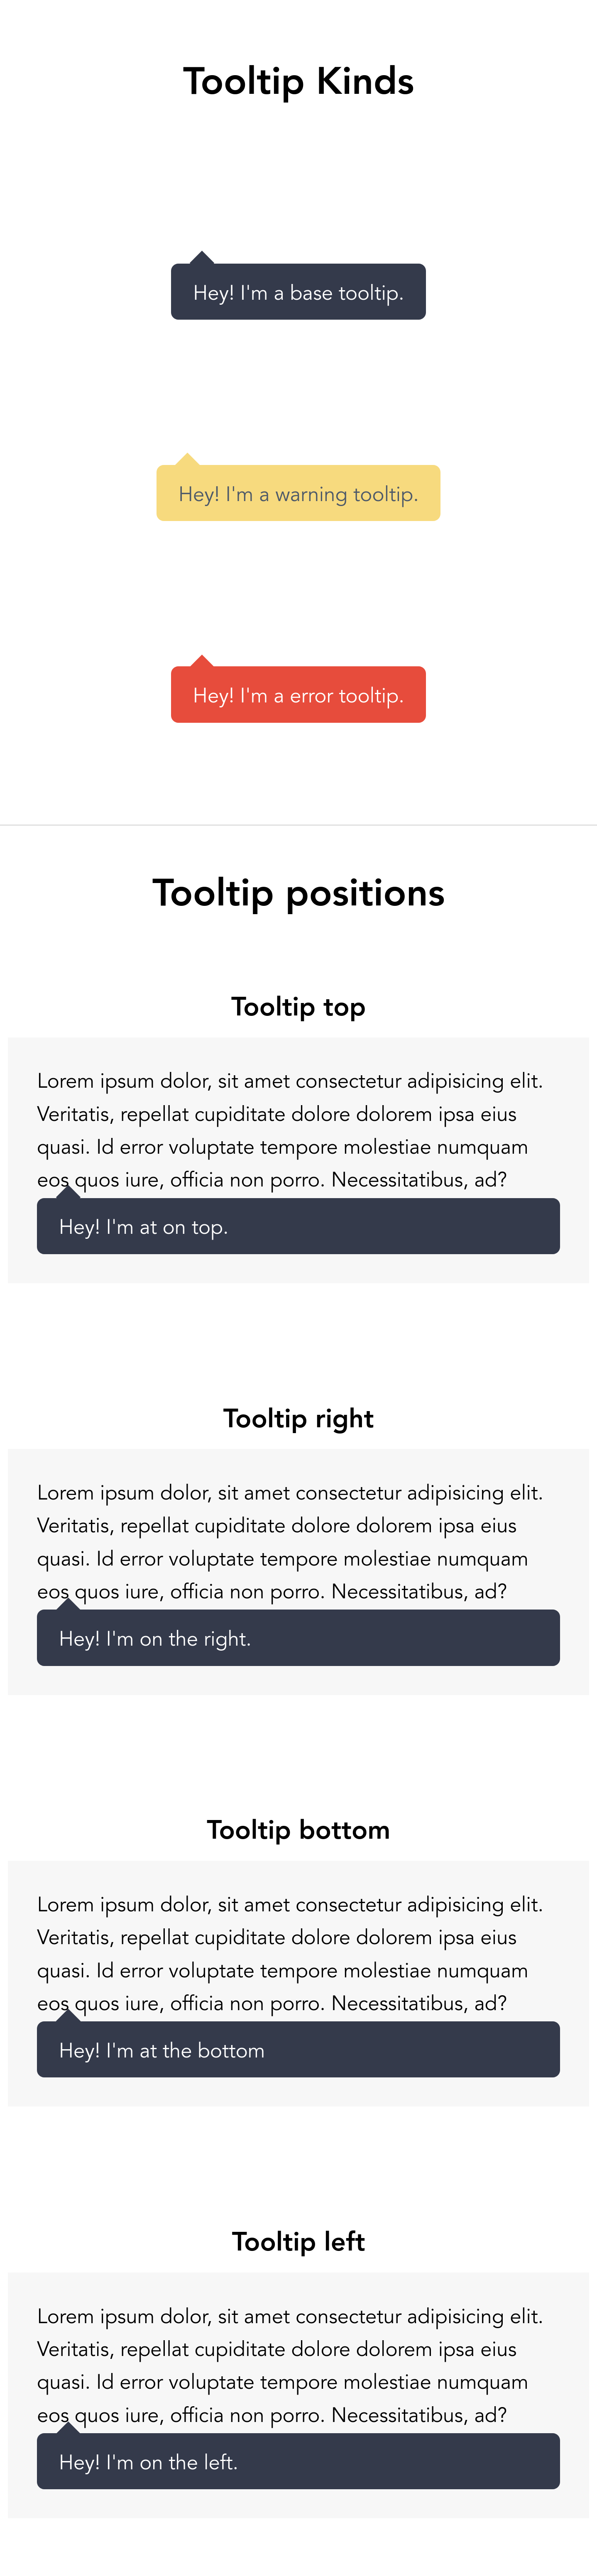 Tooltip Kinds
Hey! I'm a base tooltip.
Hey! I'm a warning tooltip.
Hey! I'm a error tooltip.
Tooltip positions
Tooltip top
Lorem ipsum dolor, sit amet consectetur adipisicing elit.
Veritatis, repellat cupiditate dolore dolorem ipsa eius
quasi. Id error voluptate tempore molestiae numquam
eos quos iure, officia non porro. Necessitatibus, ad?
Hey! I'm at on top.
Tooltip right
Lorem ipsum dolor, sit amet consectetur adipisicing elit.
Veritatis, repellat cupiditate dolore dolorem ipsa eius
quasi. Id error voluptate tempore molestiae numquam
eos quos iure, officia non porro. Necessitatibus, ad?
Hey! I'm on the right.
Tooltip bottom
Lorem ipsum dolor, sit amet consectetur adipisicing elit.
Veritatis, repellat cupiditate dolore dolorem ipsa eius
quasi. Id error voluptate tempore molestiae numquam
eos quos iure, officia non porro. Necessitatibus, ad?
Hey! I'm at the bottom
Tooltip left
Lorem ipsum dolor, sit amet consectetur adipisicing elit.
Veritatis, repellat cupiditate dolore dolorem ipsa eius
quasi. Id error voluptate tempore molestiae numquam
eos quos iure, officia non porro. Necessitatibus, ad?
Hey! I'm on the left.